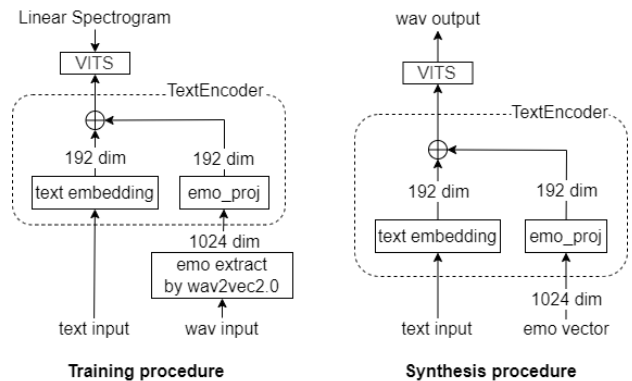 Linear Spectrogram
VITS
TextEncoder
192 dim
192 dim
text embedding
emo_proj
1024 dim
emo extract
by wav2vec2.0
text input
wav input
Training procedure
wav output
VITS
TextEncoder
192 dim
192 dim
text embedding
emo_proj
1024 dim
text input
emo vector
Synthesis procedure